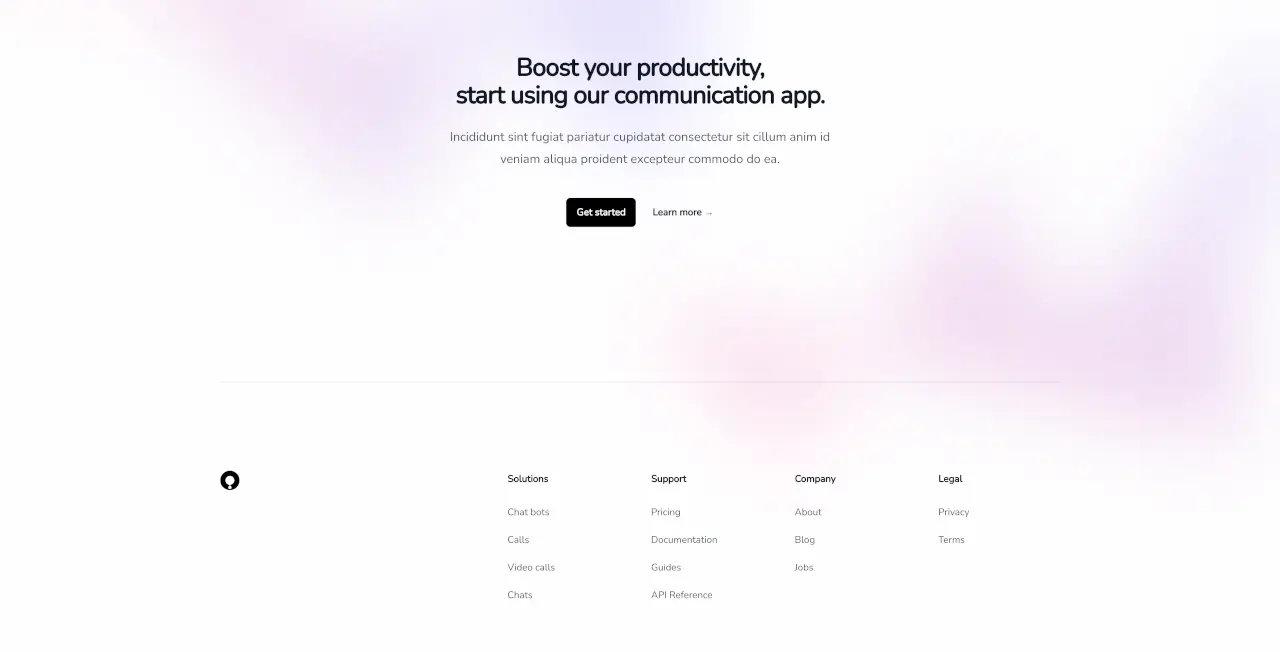 Boost your productivity,
start using our communication app.
Incididunt sint fugiat pariatur cupidatat consectetur sit cillum anim id
veniam aliqua proident excepteur commodo do ea.
Get started
Learn more →
Solutions
Chat bots
Calls
Video calls
Chats
Support
Pricing
Documentation
Guides
API Reference
Company
About
Blog
Jobs
Legal
Privacy
Terms